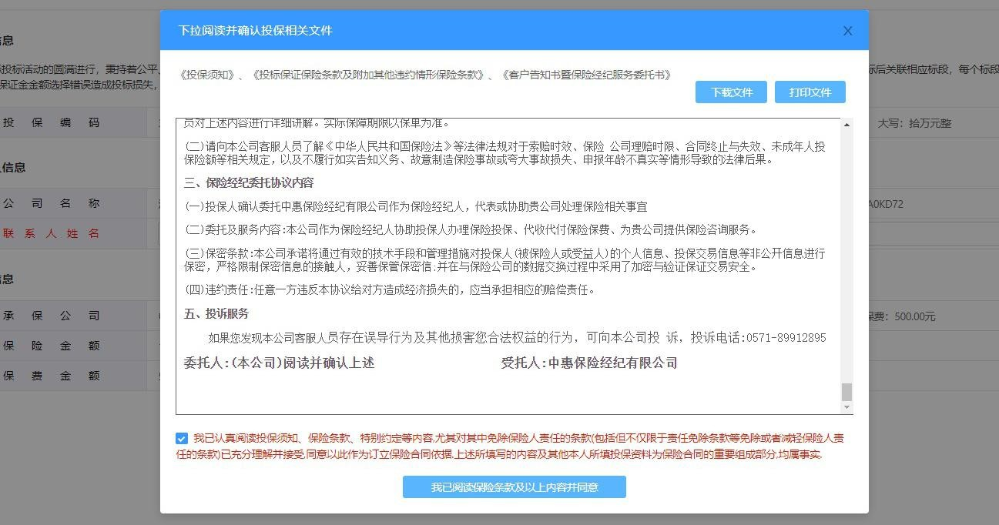 下拉阅读并确认投保相关文件
X
《投保须知》、《投标保证保险条款及附加其他违约情形保险条款》、《客户告知书暨保险经纪服务委托书》
下载文件
打印文件
员对上述内容进行详细讲解。实际保障期限以保单为准。
(二)请向本公司客服人员了解《中华人民共和国保险法》等法律法规对于索赔时效、保险 公司理赔时限、合同终止与失效、未成年人投
保险额等相关规定，以及不履行如实告知义务、故意制造保险事故或夸大事故损失、申报年龄不真实等情形导致的法律后果。
三、保险经纪委托协议内容
(一)投保人确认委托中惠保险经纪有限公司作为保险经纪人，代表或协助贵公司处理保险相关事宜
(二)委托及服务内容:本公司作为保险经纪人协助投保人办理保险投保、代收代付保险保费、为贵公司提供保险咨询服务。
(三)保密条款:本公司承诺将通过有效的技术手段和管理措施对投保人(被保险人或受益人)的个人信息、投保交易信息等非公开信息进行
保密，严格限制保密信息的接触人，妥善保管保密信;并在与保险公司的数据交换过程中采用了加密与验证保证交易安全。
(四)违约责任:任意一方违反本协议给对方造成经济损失的，应当承担相应的赔偿责任。
五、投诉服务
如果您发现本公司客服人员存在误导行为及其他损害您合法权益的行为，可向本公司投 诉，投诉电话:0571-89912895
委托人:(本公司)阅读并确认上述 受托人:中惠保险经纪有限公司
我已认真阅读投保须知、保险条款、特别约定等内容,尤其对其中免除保险人责任的条款(包括但不仅限于责任免除条款等免除或者减轻保险人责
任的条款)已充分理解并接受,同意以此作为订立保险合同依据.上述所填写的内容及其他本人所填投保资料为保险合同的重要组成部分,均属事实.
我已阅读保险条款及以上内容并同意
息
投标活动的圆满进行，秉持着公平、
保证金金额选择错误造成投标损失,
标后关联相应标段，每个标段
投保编码
大写：拾万元整
信息
公司名称
A0KD72
联系人姓名
息
承保公司
保费：500.00元
保险金额
保费金额